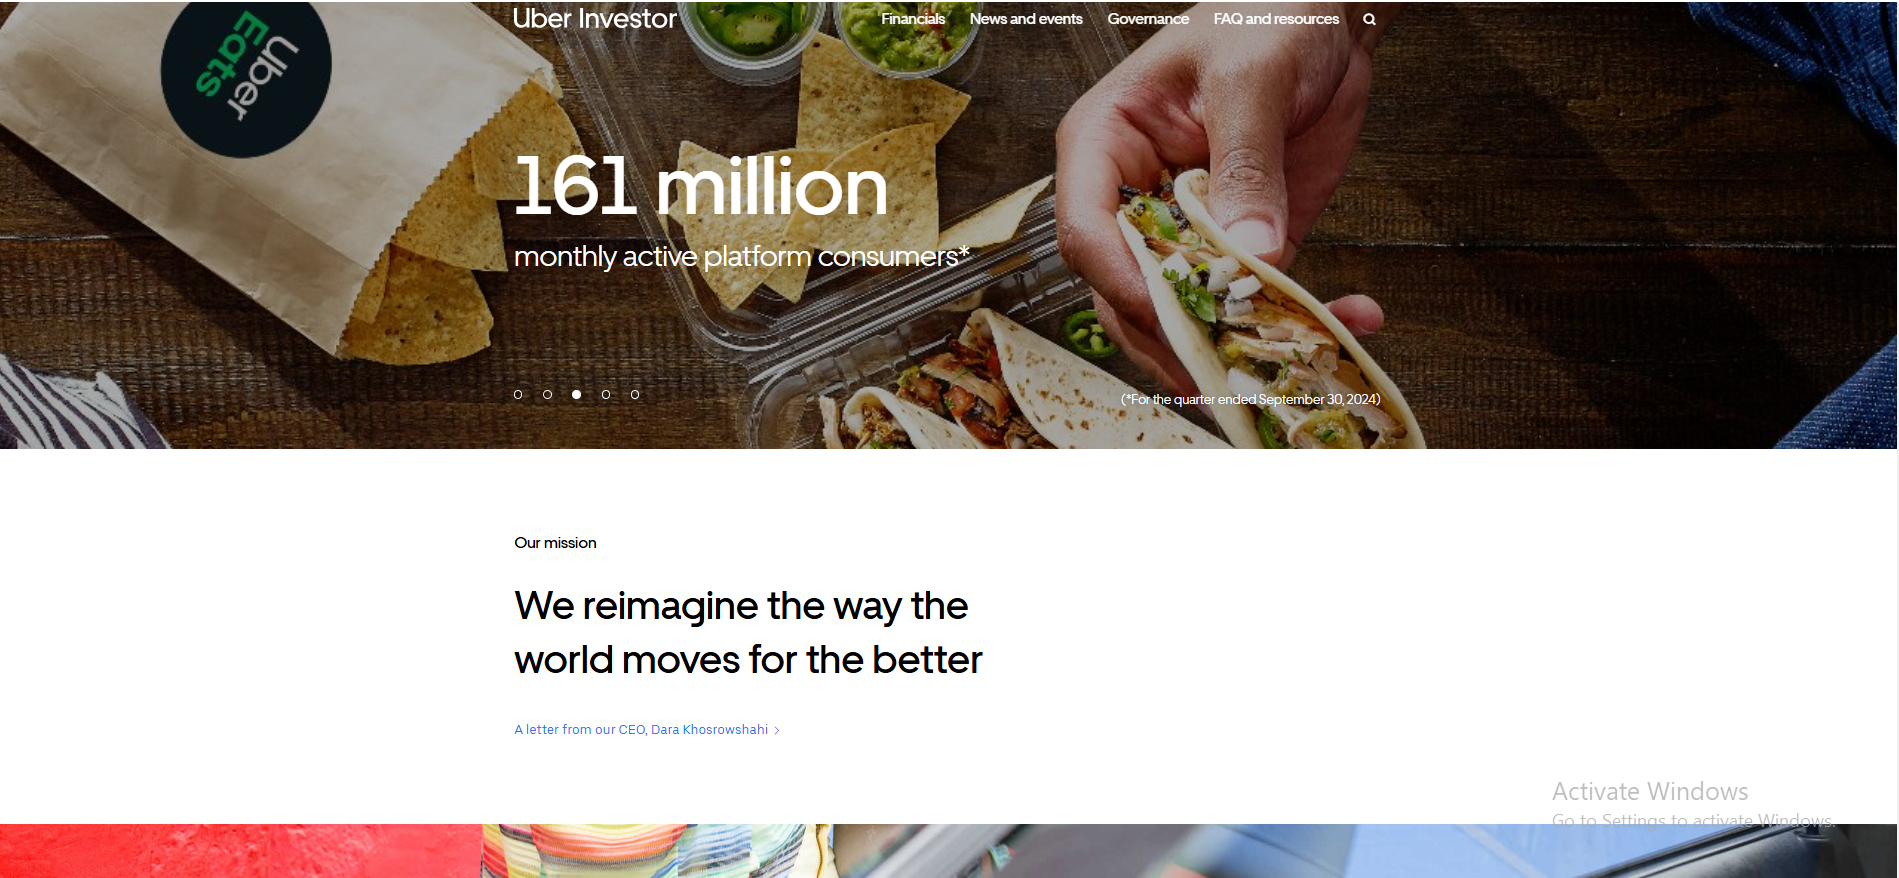 Uber Investor
Financials News and events Governance FAQ and resources
Uber
Eats
161 million
monthly active platform consumers*
(*For the quarter ended September 30, 2024)
Our mission
We reimagine the way the
world moves for the better
A letter from our CEO, Dara Khosrowshahi >
Activate Windows
Go to Settings to activate Windows.